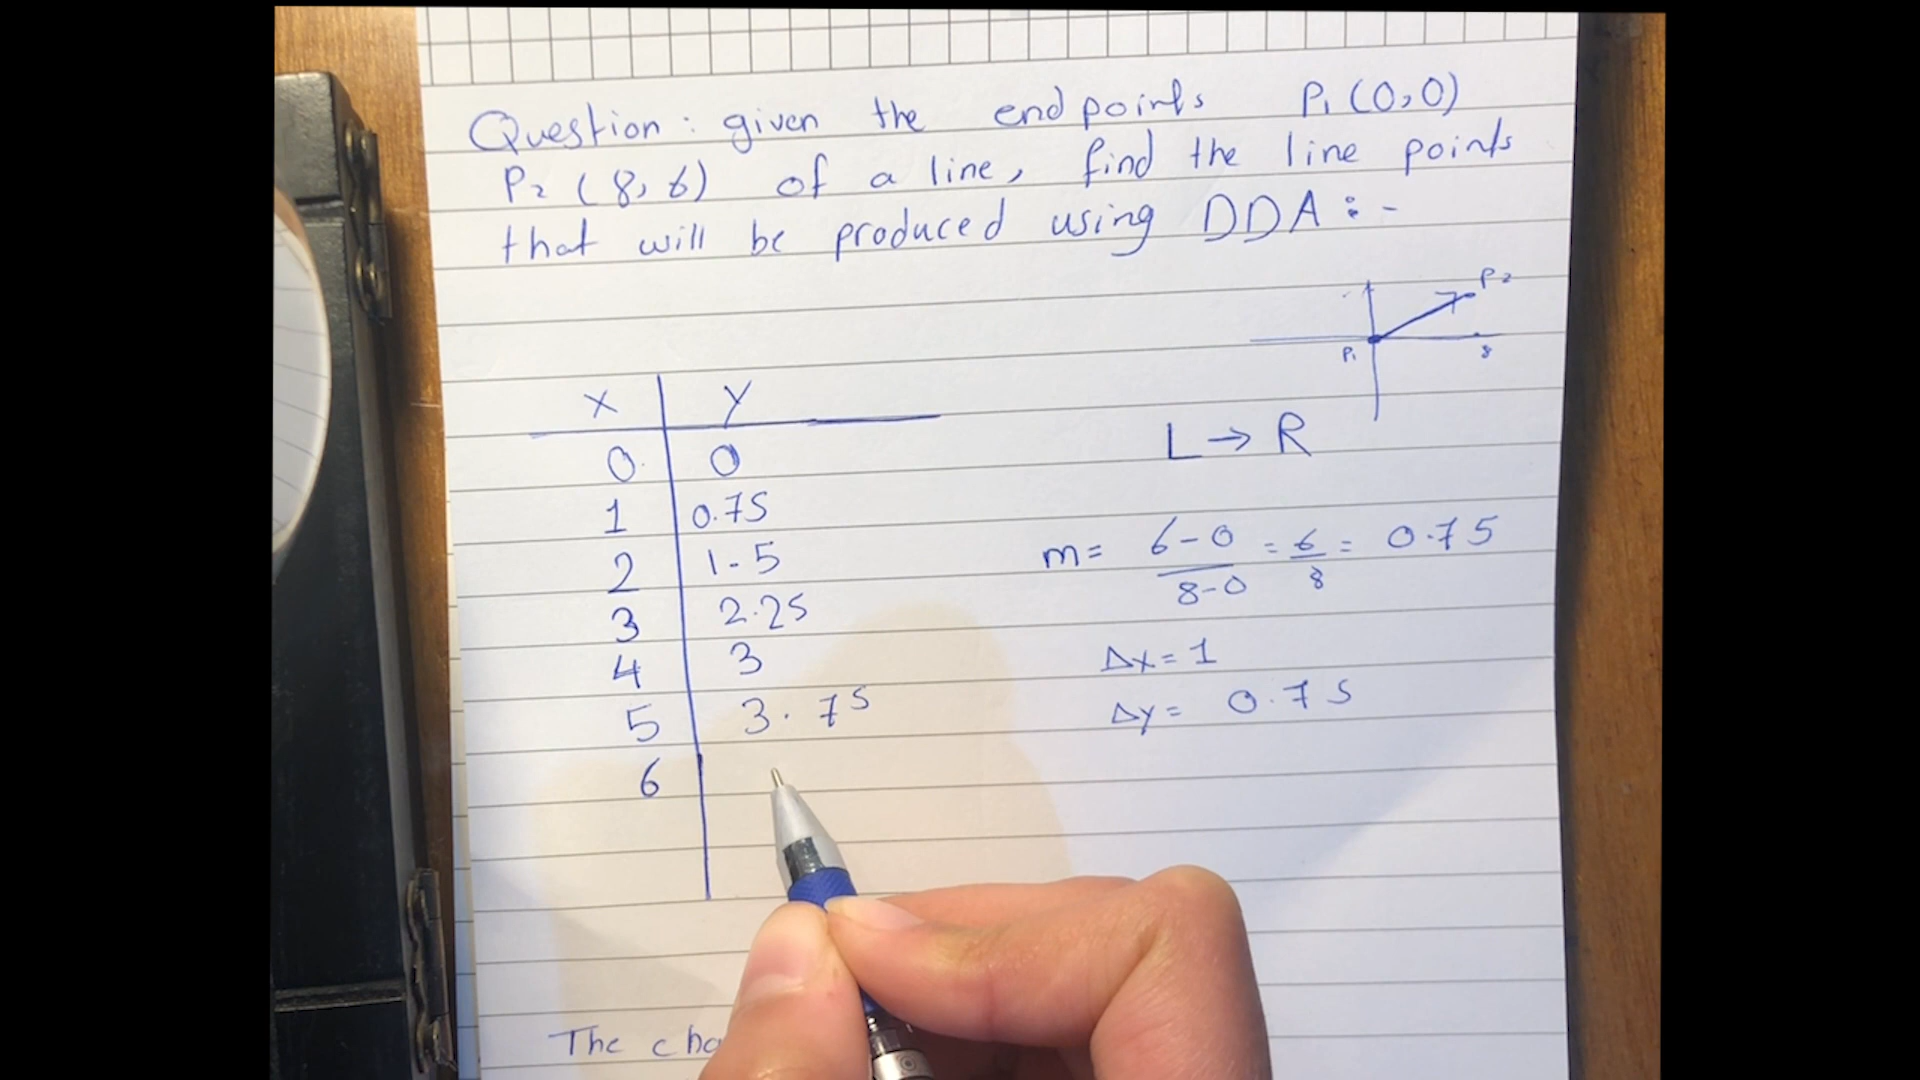 Question: given the end points P1 (0,0)
P2 (8,6) of a line, find the line points
that will be produced using DDA :-
P2
P1 8
X Y
0 0
1 0.75
2 1.5
3 2.25
4 3
5 3.75
6
L → R
m = 6-0 / 8-0 = 6/8 = 0.75
Δx = 1
Δy = 0.75
The